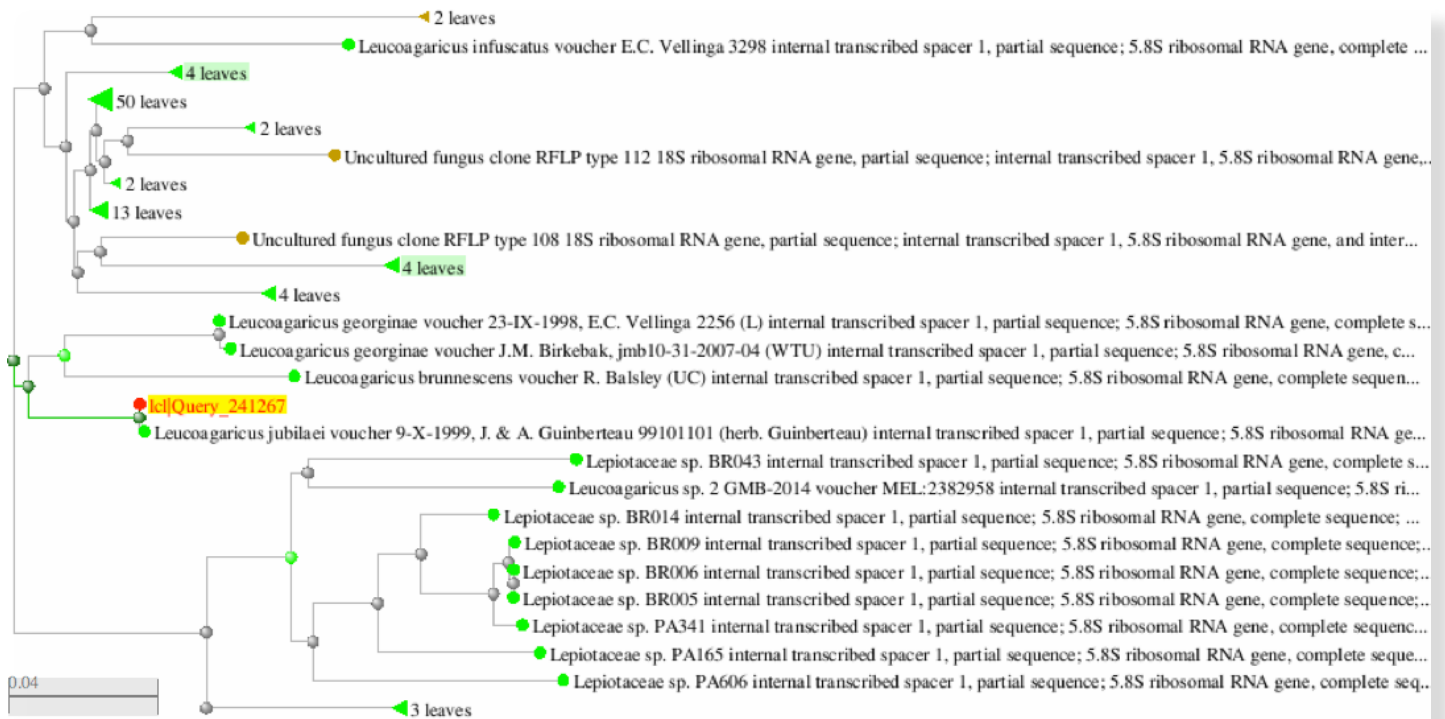 2 leaves
Leucoagaricus infuscatus voucher E.C. Vellinga 3298 internal transcribed spacer 1, partial sequence; 5.8S ribosomal RNA gene, complete ...
4 leaves
50 leaves
2 leaves
Uncultured fungus clone RFLP type 112 18S ribosomal RNA gene, partial sequence; internal transcribed spacer 1, 5.8S ribosomal RNA gene,..
2 leaves
13 leaves
Uncultured fungus clone RFLP type 108 18S ribosomal RNA gene, partial sequence; internal transcribed spacer 1, 5.8S ribosomal RNA gene, and inter...
4 leaves
4 leaves
Leucoagaricus georginae voucher 23-IX-1998, E.C. Vellinga 2256 (L) internal transcribed spacer 1, partial sequence; 5.8S ribosomal RNA gene, complete s...
Leucoagaricus georginae voucher J.M. Birkebak, jmb10-31-2007-04 (WTU) internal transcribed spacer 1, partial sequence; 5.8S ribosomal RNA gene, c...
Leucoagaricus brunnescens voucher R. Balsley (UC) internal transcribed spacer 1, partial sequence; 5.8S ribosomal RNA gene, complete sequen...
lcl|Query_241267
Leucoagaricus jubilaei voucher 9-X-1999, J. & A. Guinberteau 99101101 (herb. Guinberteau) internal transcribed spacer 1, partial sequence; 5.8S ribosomal RNA ge...
Lepiotaceae sp. BR043 internal transcribed spacer 1, partial sequence; 5.8S ribosomal RNA gene, complete s...
Leucoagaricus sp. 2 GMB-2014 voucher MEL:2382958 internal transcribed spacer 1, partial sequence; 5.8S ri...
Lepiotaceae sp. BR014 internal transcribed spacer 1, partial sequence; 5.8S ribosomal RNA gene, complete sequence; ...
Lepiotaceae sp. BR009 internal transcribed spacer 1, partial sequence; 5.8S ribosomal RNA gene, complete sequence;..
Lepiotaceae sp. BR006 internal transcribed spacer 1, partial sequence; 5.8S ribosomal RNA gene, complete sequence;..
Lepiotaceae sp. BR005 internal transcribed spacer 1, partial sequence; 5.8S ribosomal RNA gene, complete sequence;..
Lepiotaceae sp. PA341 internal transcribed spacer 1, partial sequence; 5.8S ribosomal RNA gene, complete sequenc...
Lepiotaceae sp. PA165 internal transcribed spacer 1, partial sequence; 5.8S ribosomal RNA gene, complete seque...
Lepiotaceae sp. PA606 internal transcribed spacer 1, partial sequence; 5.8S ribosomal RNA gene, complete seq...
0.04
3 leaves